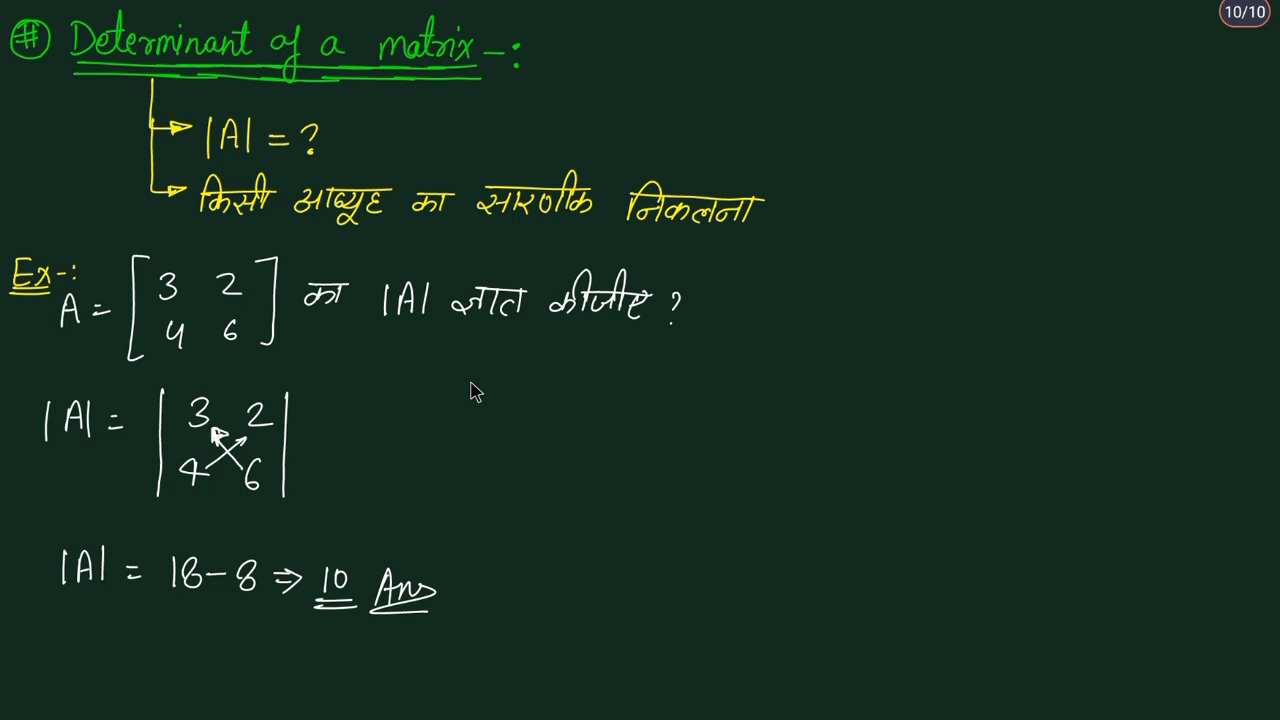 10/10
# Determinant of a matrix -:
|A| = ?
किसी आव्यूह का सारणीक निकलना
Ex-:
A = [ 3 2
4 6 ] का |A| ज्ञात कीजीए ?
|A| = | 3 2 |
| 4 6 |
|A| = 18 - 8 ⇒ 10 Ans